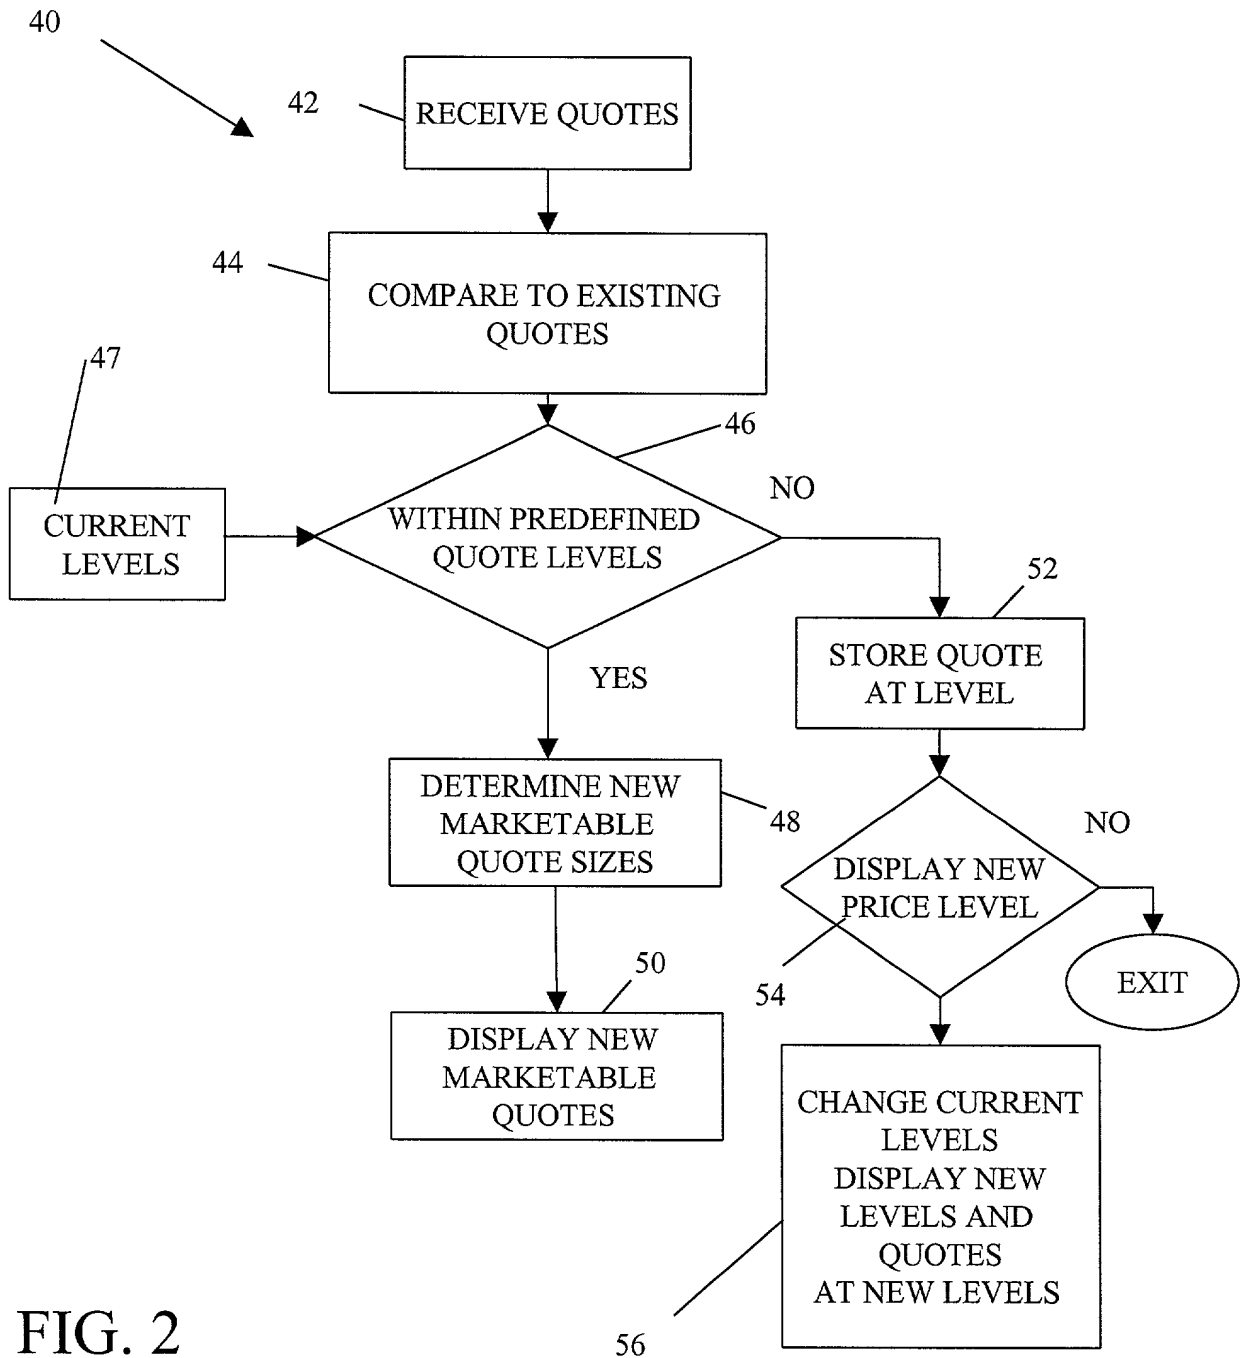 40
42
RECEIVE QUOTES
44
COMPARE TO EXISTING
QUOTES
47
46
NO
CURRENT
LEVELS
WITHIN PREDEFINED
QUOTE LEVELS
52
YES
STORE QUOTE
AT LEVEL
DETERMINE NEW
MARKETABLE
QUOTE SIZES
48
NO
DISPLAY NEW
PRICE LEVEL
54
EXIT
50
DISPLAY NEW
MARKETABLE
QUOTES
CHANGE CURRENT
LEVELS
DISPLAY NEW
LEVELS AND
QUOTES
AT NEW LEVELS
56
FIG. 2